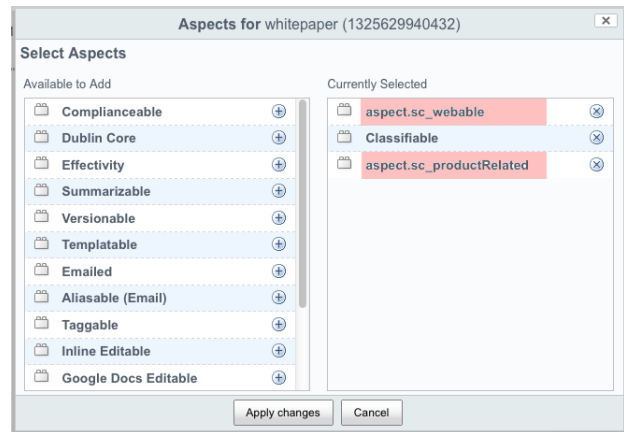 Aspects for whitepaper (1325629940432)
Select Aspects
Available to Add
Complianceable
Dublin Core
Effectivity
Summarizable
Versionable
Templatable
Emailed
Aliasable (Email)
Taggable
Inline Editable
Google Docs Editable
Currently Selected
aspect.sc_webable
Classifiable
aspect.sc_productRelated
Apply changes
Cancel